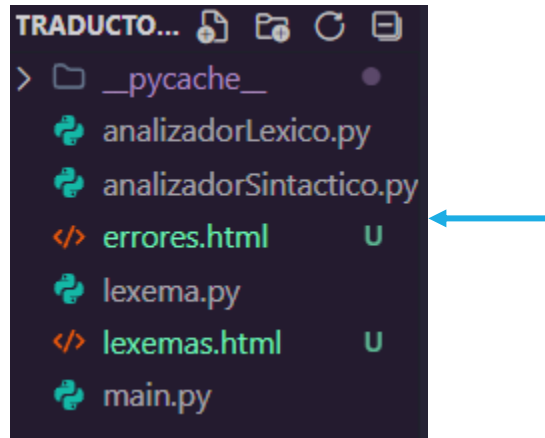 TRADUCTO...
__pycache__
analizadorLexico.py
analizadorSintactico.py
errores.html U
lexema.py
lexemas.html U
main.py